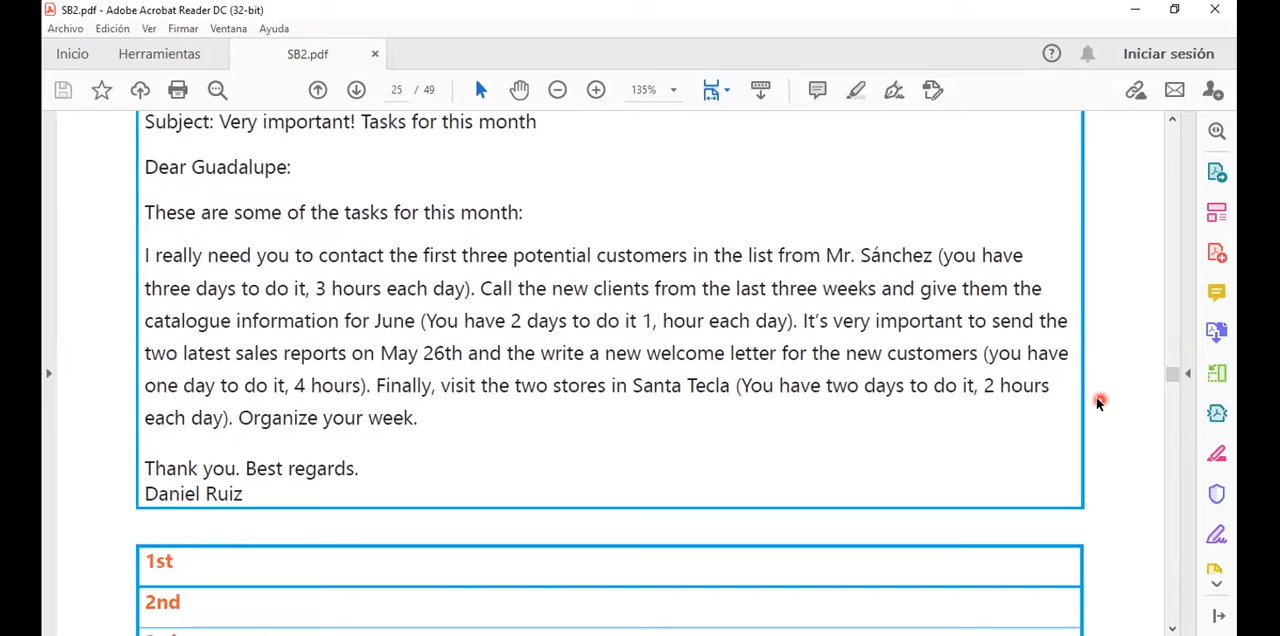 SB2.pdf - Adobe Acrobat Reader DC (32-bit)
Archivo Edición Ver Firmar Ventana Ayuda
Inicio Herramientas SB2.pdf × Iniciar sesión
25 / 49 135%
Subject: Very important! Tasks for this month
Dear Guadalupe:
These are some of the tasks for this month:
I really need you to contact the first three potential customers in the list from Mr. Sánchez (you have
three days to do it, 3 hours each day). Call the new clients from the last three weeks and give them the
catalogue information for June (You have 2 days to do it 1, hour each day). It's very important to send the
two latest sales reports on May 26th and the write a new welcome letter for the new customers (you have
one day to do it, 4 hours). Finally, visit the two stores in Santa Tecla (You have two days to do it, 2 hours
each day). Organize your week.
Thank you. Best regards.
Daniel Ruiz
1st
2nd